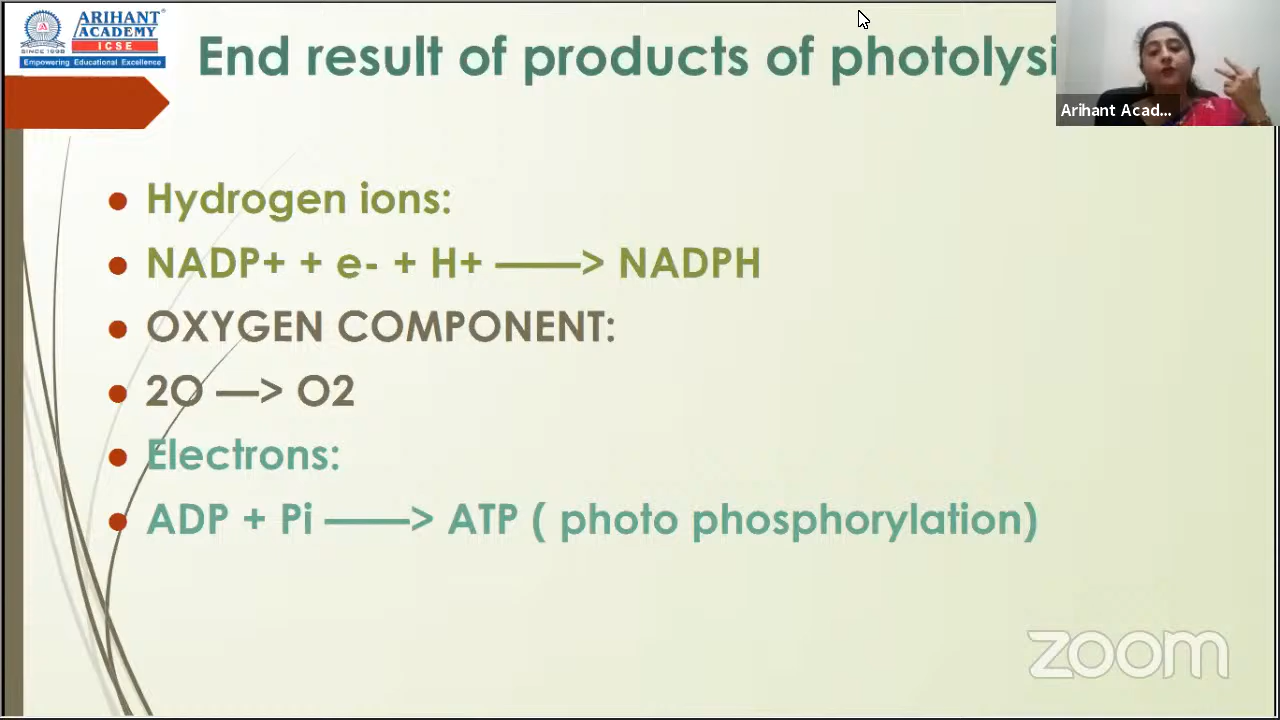 ARIHANT
ACADEMY
ICSE
SINCE 1998
Empowering Educational Excellence
End result of products of photolysi
Arihant Acad...
Hydrogen ions:
NADP+ + e- + H+ ——> NADPH
OXYGEN COMPONENT:
2O —> O2
Electrons:
ADP + Pi ——> ATP ( photo phosphorylation)
zoom